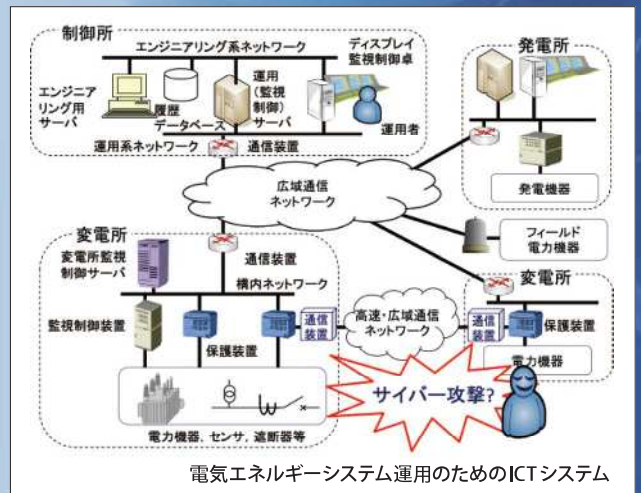 制御所
エンジニアリング系ネットワーク
ディスプレイ
監視制御卓
エンジニア
リング用
サーバ
履歴
データベース
運用
(監視
制御)
サーバ
運用者
運用系ネットワーク
通信装置
発電所
発電機器
広域通信
ネットワーク
フィールド
電力機器
変電所
変電所監視
制御サーバ
通信装置
構内ネットワーク
監視制御装置
保護装置
通信
装置
高速・広域通信
ネットワーク
変電所
通信
装置
保護装置
電力機器
サイバー攻撃?
電力機器、センサ、遮断器等
電気エネルギーシステム運用のためのICTシステム